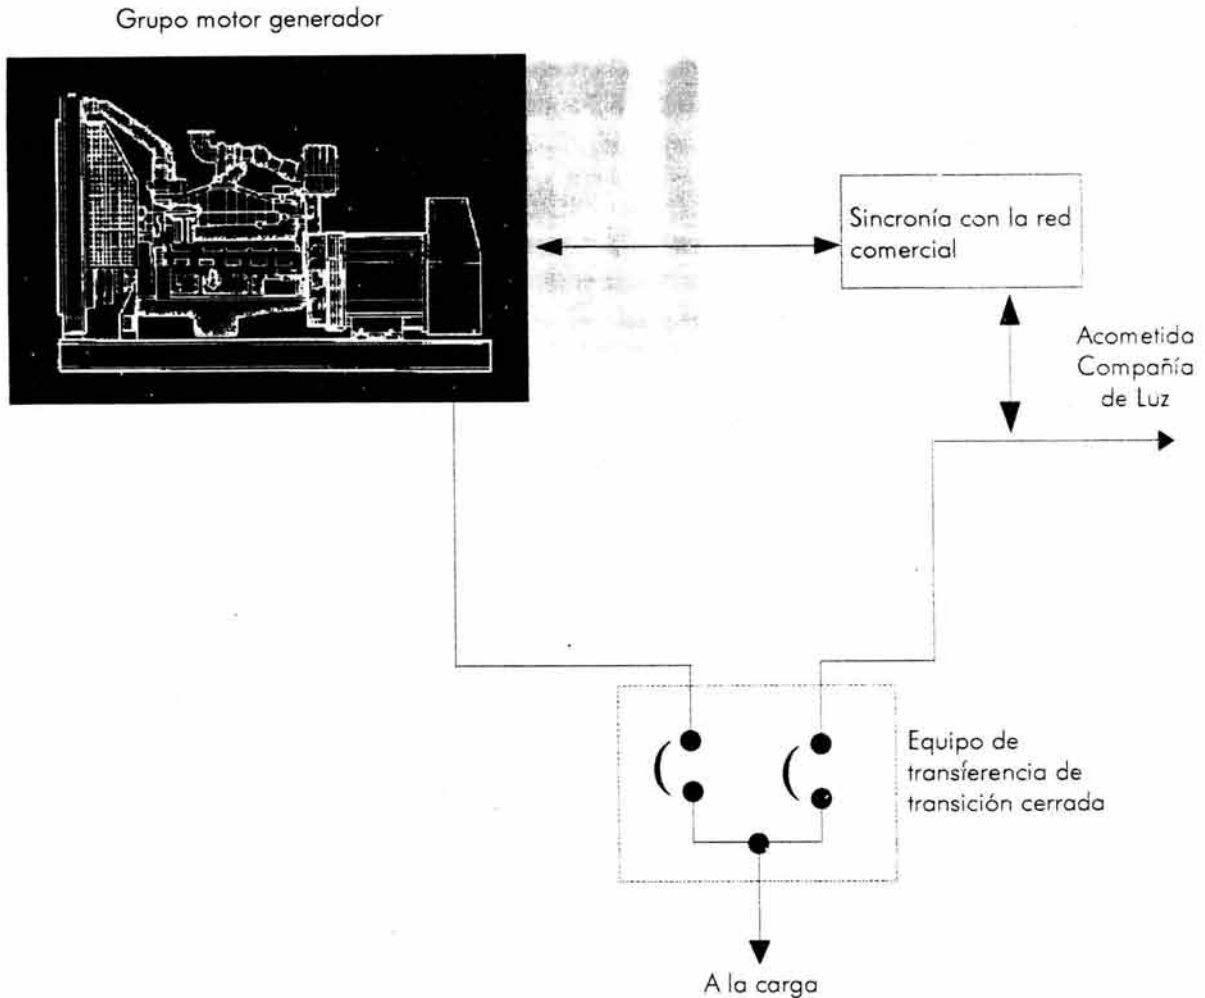 Grupo motor generador
Sincronía con la red
comercial
Acometida
Compañía
de Luz
Equipo de
transferencia de
transición cerrada
A la carga